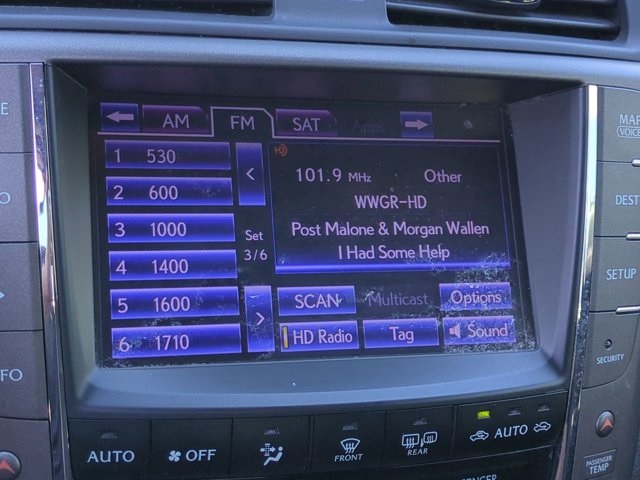 AM FM SAT Apps
1 530
2 600
3 1000
4 1400
5 1600
6 1710
<
Set
3/6
>
101.9 MHz Other
WWGR-HD
Post Malone & Morgan Wallen
I Had Some Help
SCAN Multicast Options
HD Radio Tag Sound
MAP
VOICE
DEST
SETUP
SECURITY
PASSENGER
TEMP
AUTO OFF FRONT REAR AUTO